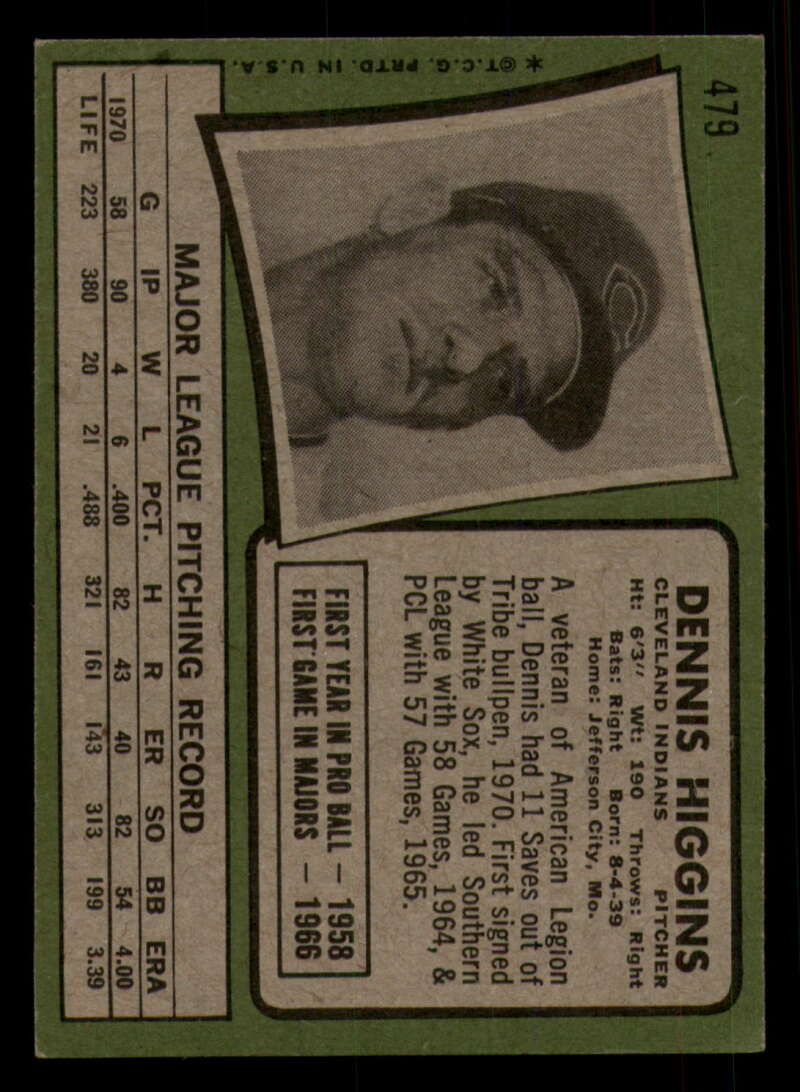 479
DENNIS HIGGINS
CLEVELAND INDIANS PITCHER
Ht: 6'3" Wt: 190 Throws: Right
Bats: Right Born: 8-4-39
Home: Jefferson City, Mo.
A veteran of American Legion
ball, Dennis had 11 Saves out of
Tribe bullpen, 1970. First signed
by White Sox, he led Southern
League with 58 Games, 1964, &
PCL with 57 Games, 1965.
FIRST YEAR IN PRO BALL — 1958
FIRST GAME IN MAJORS — 1966
C
* ©T.C.G. PRTD. IN U.S.A.
MAJOR LEAGUE PITCHING RECORD
G IP W L PCT. H R ER SO BB ERA
1970 58 90 4 6 .400 82 43 40 82 54 4.00
LIFE 223 380 20 21 .488 321 161 143 313 199 3.39